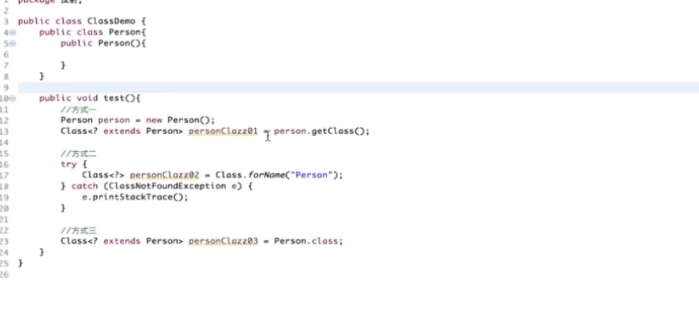 package 反射;
2
3 public class ClassDemo {
4 public class Person{
5 public Person(){
6
7 }
8 }
9
10 public void test(){
11 //方式一
12 Person person = new Person();
13 Class<? extends Person> personClazz01 = person.getClass();
14
15 //方式二
16 try {
17 Class<?> personClazz02 = Class.forName("Person");
18 } catch (ClassNotFoundException e) {
19 e.printStackTrace();
20 }
21
22 //方式三
23 Class<? extends Person> personClazz03 = Person.class;
24 }
25 }
26